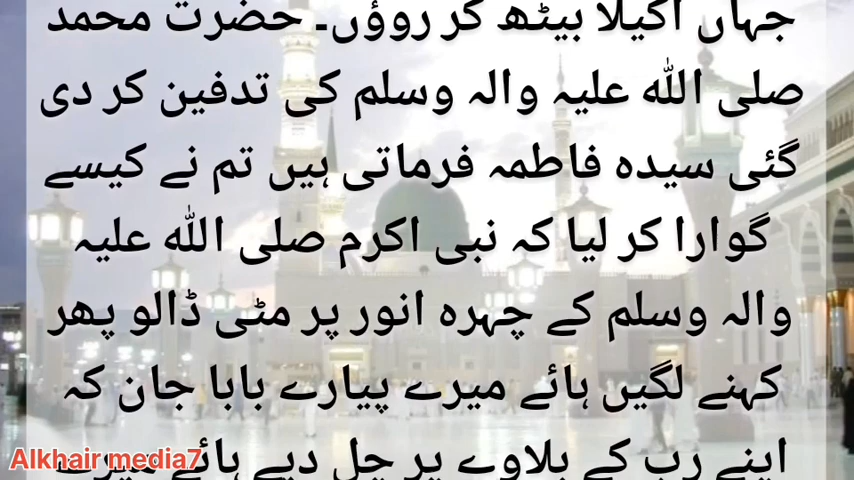 جہاں اکیلا بیٹھ کر روؤں۔ حضرت محمد
صلی اللہ علیہ والہ وسلم کی تدفین کر دی
گئی سیدہ فاطمہ فرماتی ہیں تم نے کیسے
گوارا کر لیا کہ نبی اکرم صلی اللہ علیہ
والہ وسلم کے چہرہ انور پر مٹی ڈالو پھر
کہنے لگیں ہائے میرے پیارے بابا جان کہ
اپنے رب کے بلاوے پر چل دیے ہائے میرے
Alkhair media7